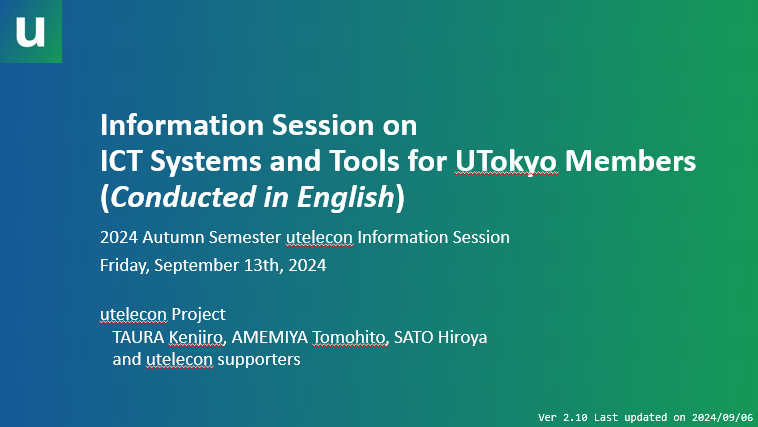 u
Information Session on
ICT Systems and Tools for UTokyo Members
(Conducted in English)
2024 Autumn Semester utelecon Information Session
Friday, September 13th, 2024
utelecon Project
TAURA Kenjiro, AMEMIYA Tomohito, SATO Hiroya
and utelecon supporters
Ver 2.10 Last updated on 2024/09/06